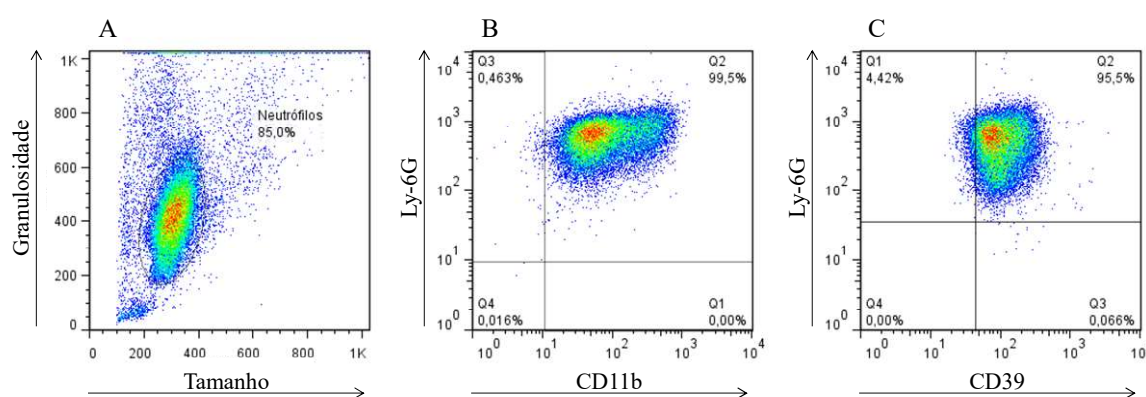 A
Granulosidade
1K
800
600
400
200
0
Neutrófilos
85,0%
0 200 400 600 800 1K
Tamanho
B
Ly-6G
10^4
10^3
10^2
10^1
10^0
Q3
0,463%
Q2
99,5%
Q4
0,016%
Q1
0,00%
10^0 10^1 10^2 10^3 10^4
CD11b
C
Ly-6G
10^4
10^3
10^2
10^1
10^0
Q1
4,42%
Q2
95,5%
Q4
0,00%
Q3
0,066%
10^0 10^1 10^2 10^3 10^4
CD39